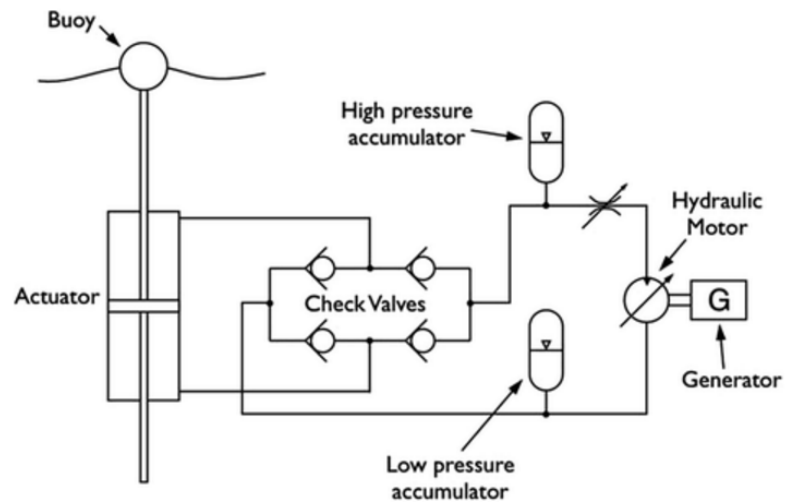 Buoy
High pressure
accumulator
Hydraulic
Motor
Actuator
Check Valves
G
Generator
Low pressure
accumulator